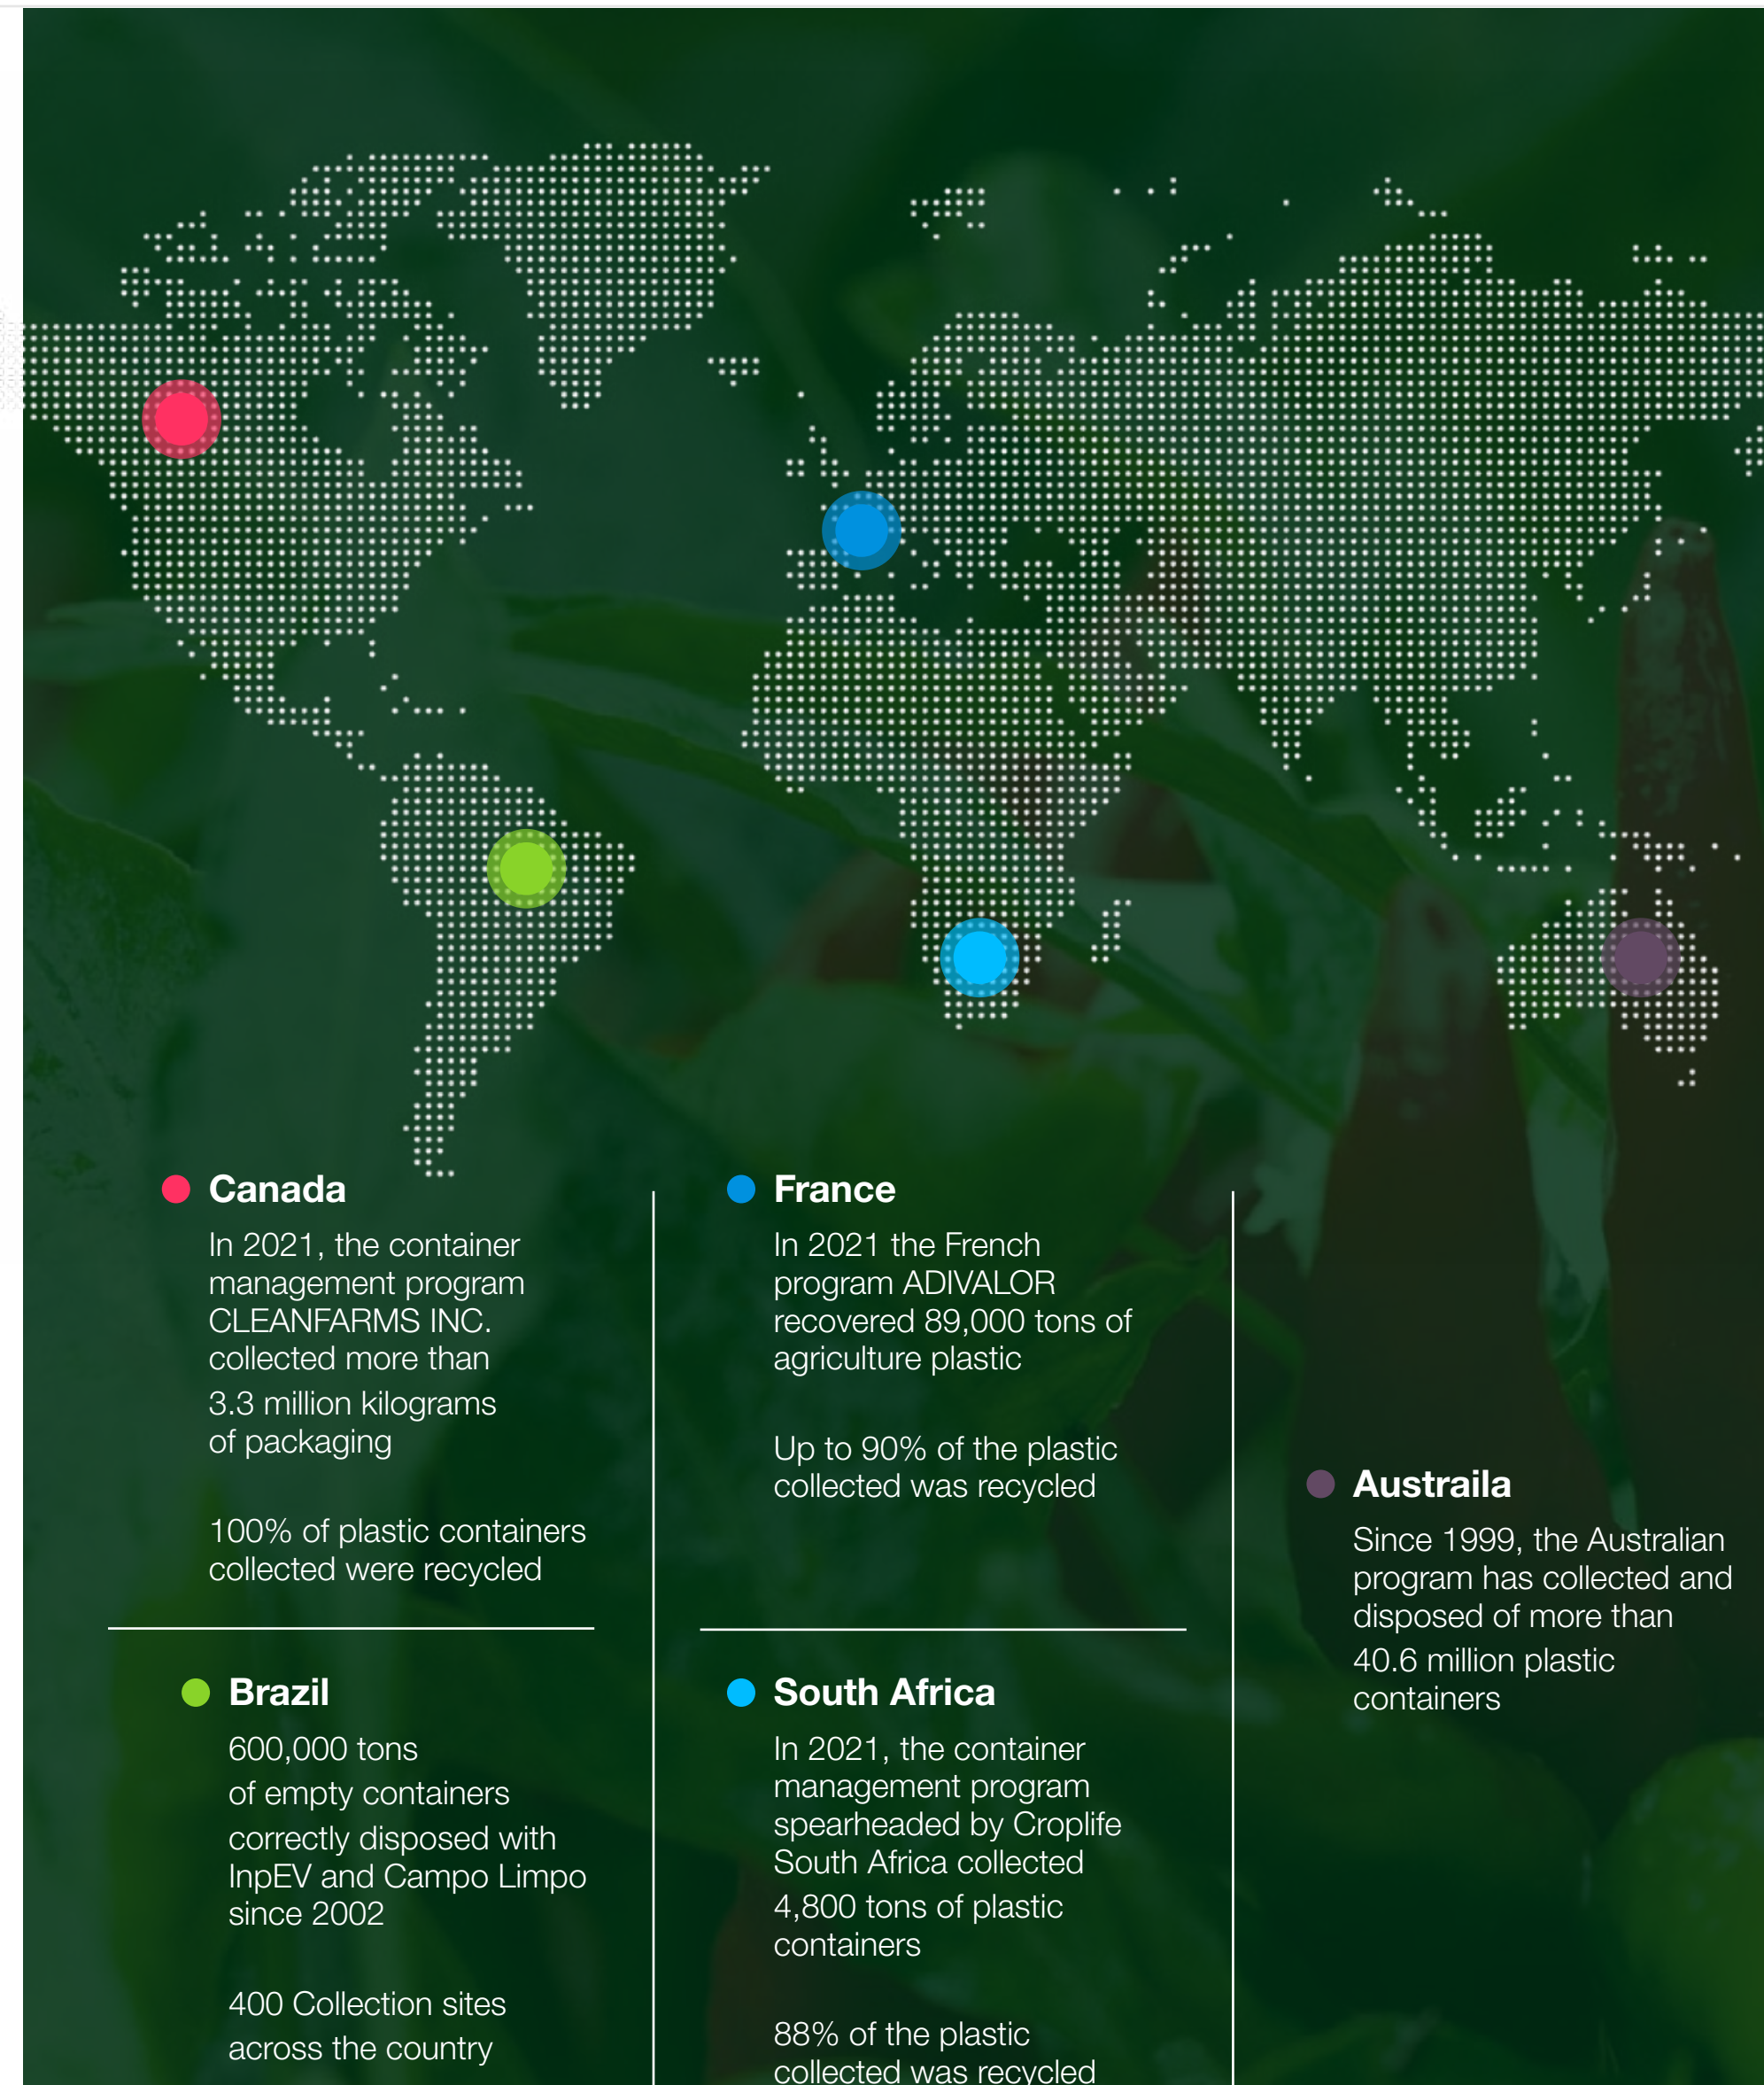 Canada
In 2021, the container
management program
CLEANFARMS INC.
collected more than
3.3 million kilograms
of packaging
100% of plastic containers
collected were recycled
Brazil
600,000 tons
of empty containers
correctly disposed with
InpEV and Campo Limpo
since 2002
400 Collection sites
across the country
France
In 2021 the French
program ADIVALOR
recovered 89,000 tons of
agriculture plastic
Up to 90% of the plastic
collected was recycled
South Africa
In 2021, the container
management program
spearheaded by Croplife
South Africa collected
4,800 tons of plastic
containers
88% of the plastic
collected was recycled
Austraila
Since 1999, the Australian
program has collected and
disposed of more than
40.6 million plastic
containers